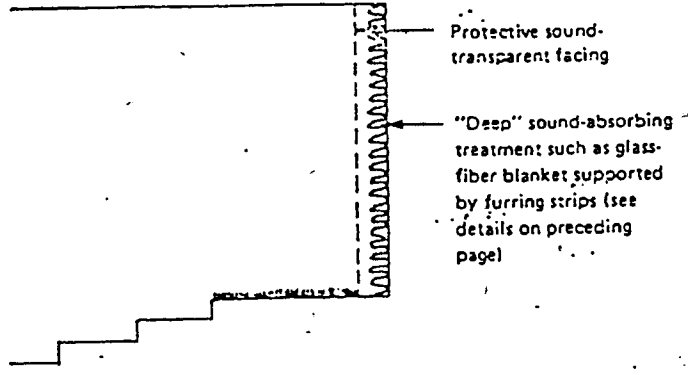 Protective sound-
transparent facing
"Deep" sound-absorbing
treatment such as glass-
fiber blanket supported
by furring strips (see
details on preceding
page)